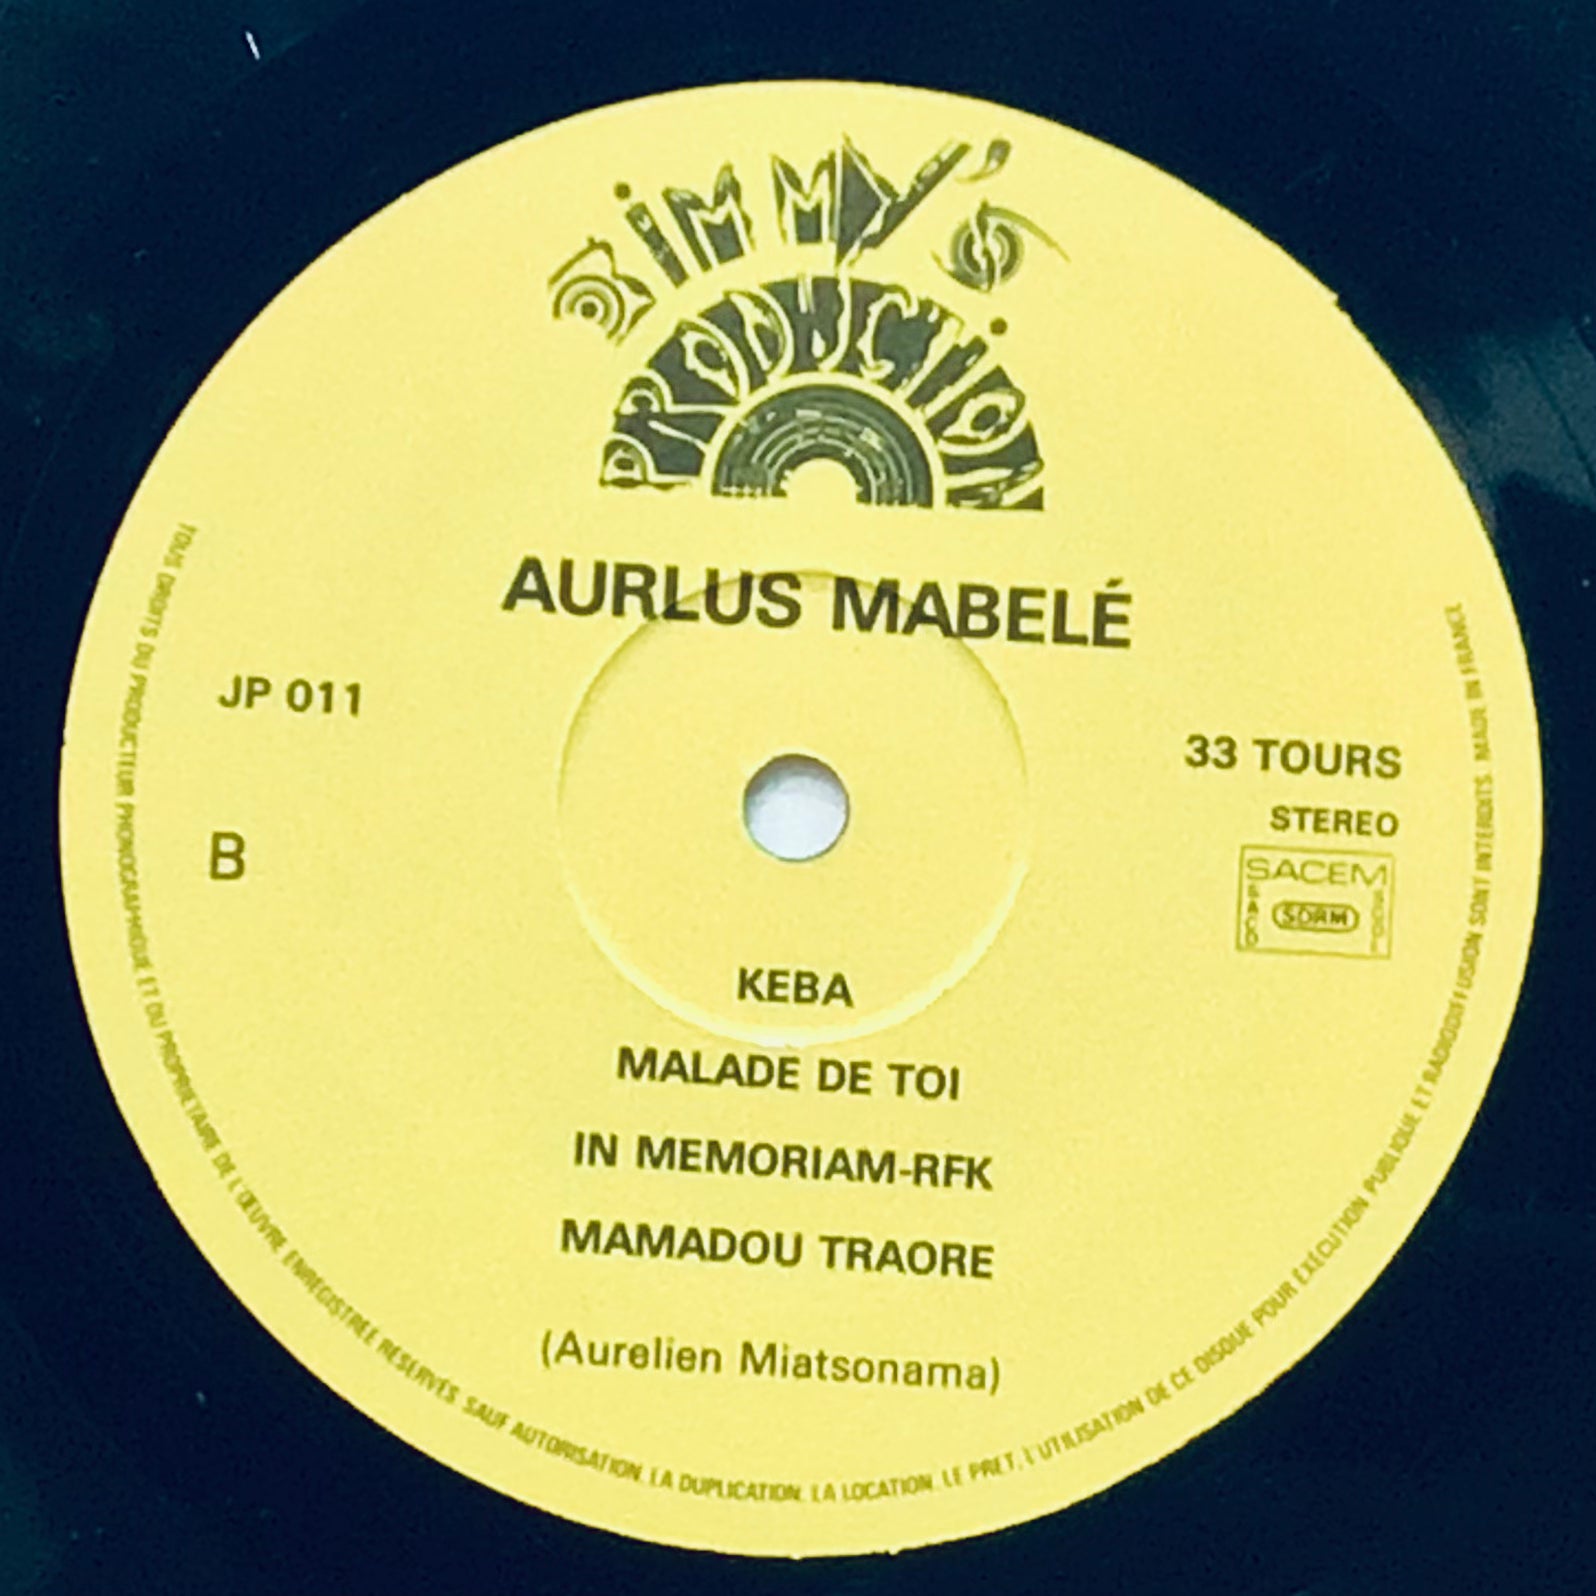 JIMMY'S
PRODUCTION
AURLUS MABELÉ
JP 011
33 TOURS
STEREO
B
SACEM
SACD
SDRM
SGDL
KEBA
MALADE DE TOI
IN MEMORIAM-RFK
MAMADOU TRAORE
(Aurelien Miatsonama)
TOUS DROITS DU PRODUCTEUR PHONOGRAPHIQUE ET DU PROPRIETAIRE DE L'ŒUVRE ENREGISTREE RESERVES. SAUF AUTORISATION, LA DUPLICATION, LA LOCATION, LE PRET, L'UTILISATION DE CE DISQUE POUR EXECUTION PUBLIQUE ET RADIODIFFUSION SONT INTERDITS. MADE IN FRANCE